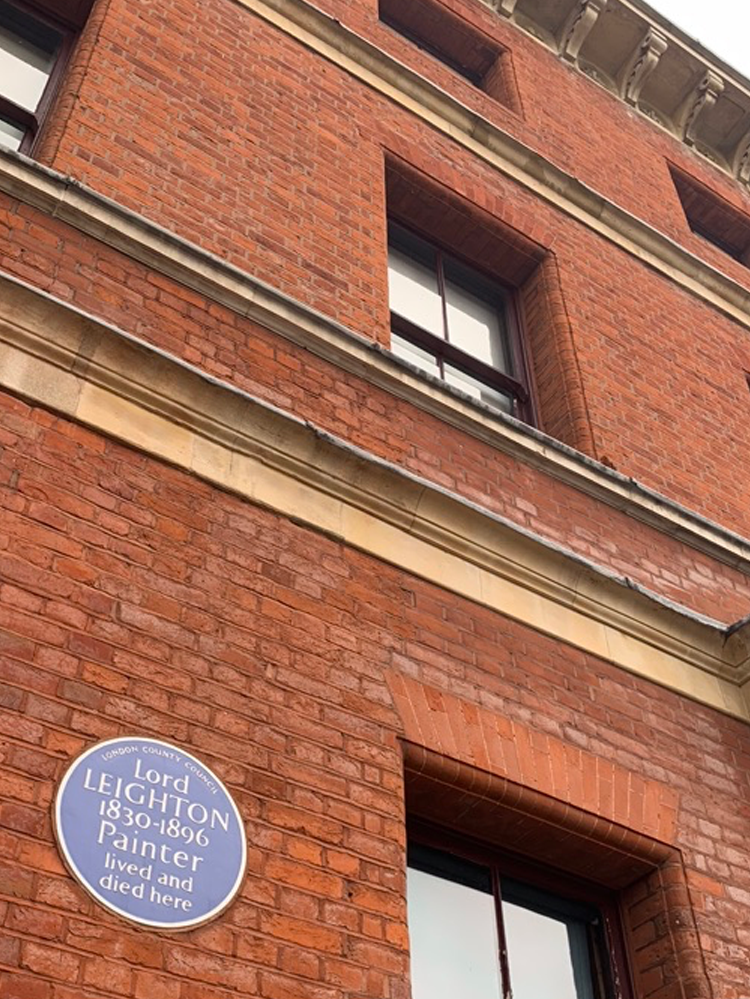 LONDON COUNTY COUNCIL
Lord
LEIGHTON
1830-1896
Painter
lived and
died here